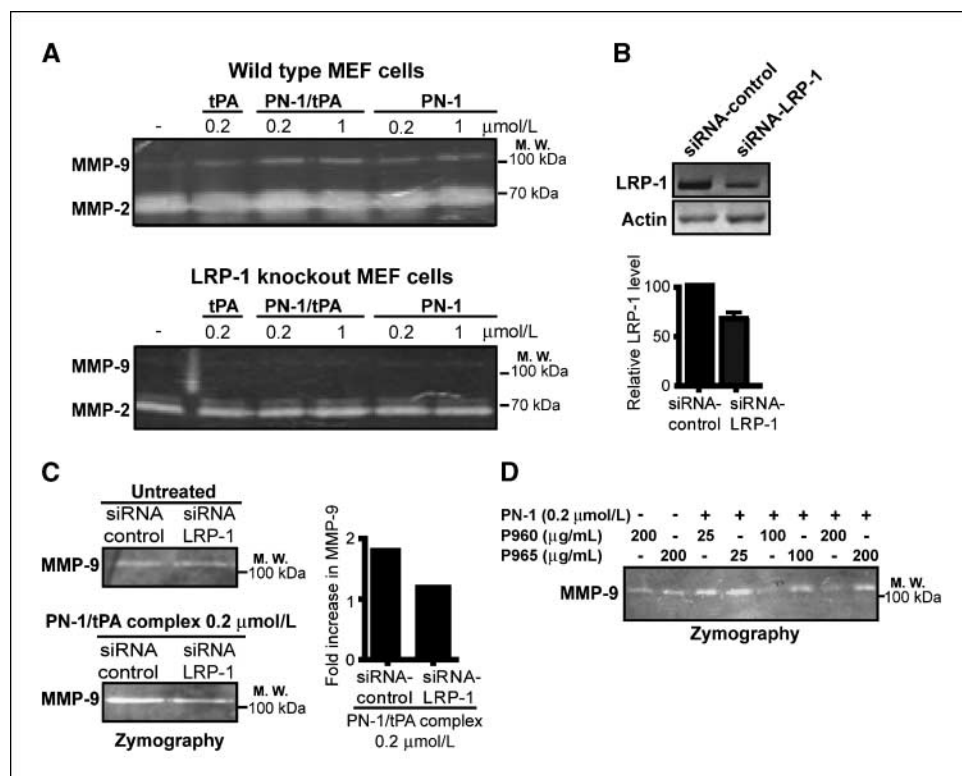 A
Wild type MEF cells
tPA PN-1/tPA PN-1
- 0.2 0.2 1 0.2 1 μmol/L
M. W.
MMP-9
100 kDa
70 kDa
MMP-2
LRP-1 knockout MEF cells
tPA PN-1/tPA PN-1
- 0.2 0.2 1 0.2 1 μmol/L
M. W.
MMP-9
100 kDa
70 kDa
MMP-2
B
siRNA-control
siRNA-LRP-1
LRP-1
Actin
Relative LRP-1 level
100
50
0
siRNA- siRNA-
control LRP-1
C
Untreated
siRNA siRNA
control LRP-1
M. W.
MMP-9
100 kDa
PN-1/tPA complex 0.2 μmol/L
siRNA siRNA
control LRP-1
M. W.
MMP-9
100 kDa
Zymography
Fold increase in MMP-9
2
1
0
siRNA- siRNA-
control LRP-1
PN-1/tPA complex
0.2 μmol/L
D
PN-1 (0.2 μmol/L) - - + + + + + +
P960 (μg/mL) 200 - 25 - 100 - 200 -
P965 (μg/mL) - 200 - 25 - 100 - 200
M. W.
MMP-9
100 kDa
Zymography